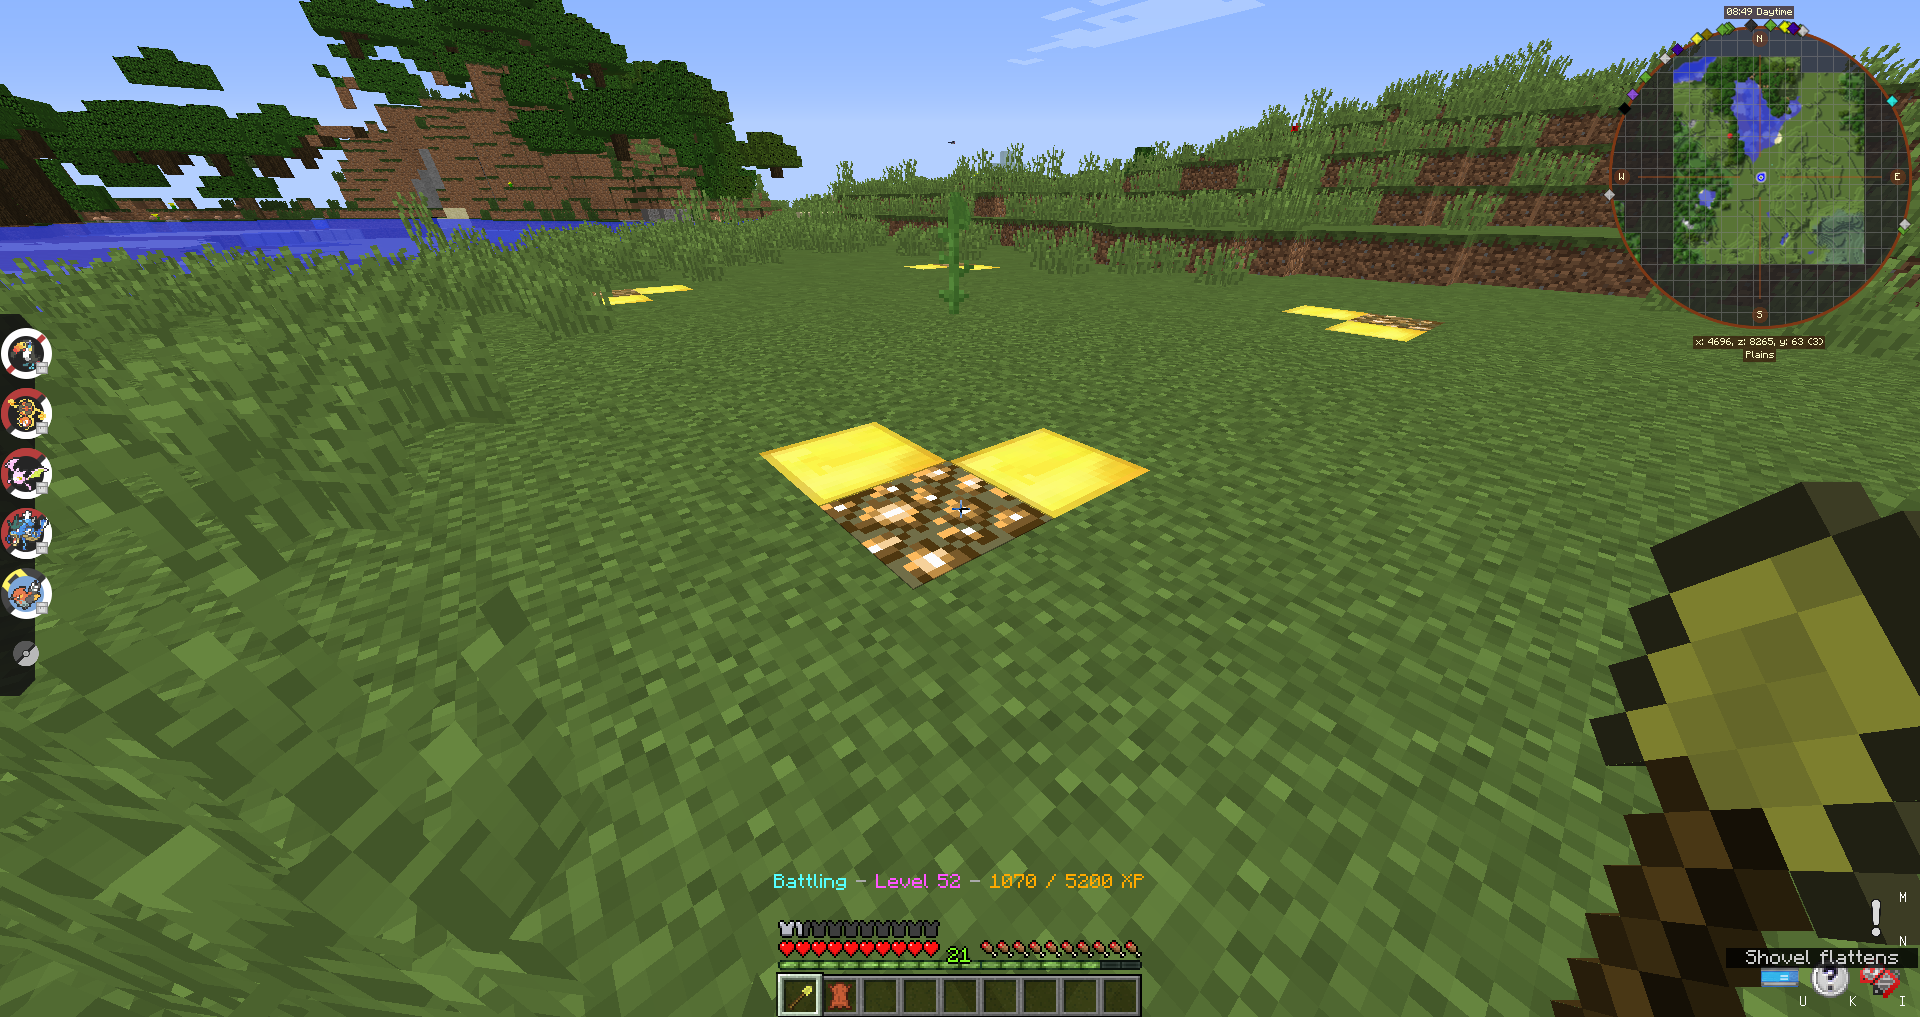 08:49 Daytime
N
W
E
S
x: 4696, z: 8265, y: 63 (3)
Plains
Battling – Level 52 – 1070 / 5200 XP
21
M
N
Shovel flattens
U
K
I